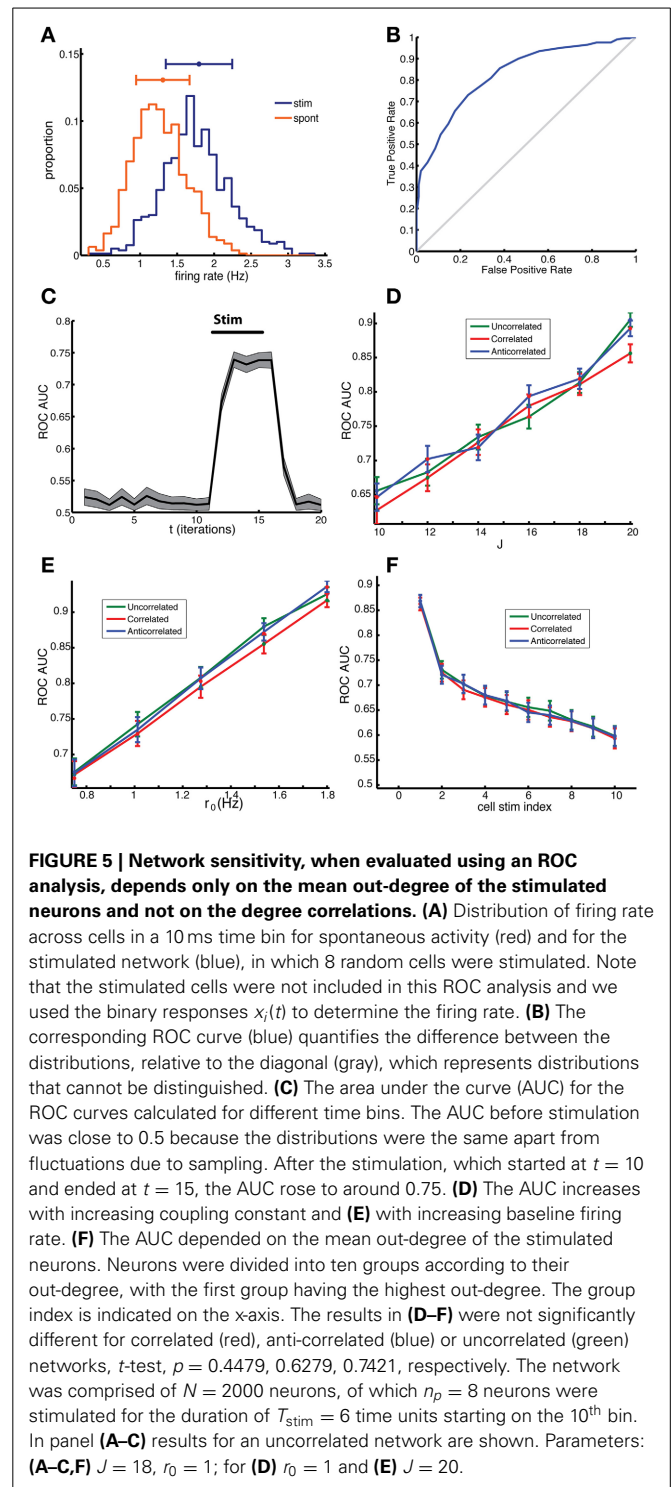 A
0.15
0.1
0.05
0
proportion
stim
spont
0.5 1 1.5 2 2.5 3 3.5
firing rate (Hz)
B
1
0.9
0.8
0.7
0.6
0.5
0.4
0.3
0.2
0.1
0
True Positive Rate
0 0.2 0.4 0.6 0.8 1
False Positive Rate
C
Stim
0.8
0.75
0.7
0.65
0.6
0.55
0.5
ROC AUC
0 5 10 15 20
t (iterations)
D
Uncorrelated
Correlated
Anticorrelated
0.9
0.85
0.8
0.75
0.7
0.65
ROC AUC
10 12 14 16 18 20
J
E
Uncorrelated
Correlated
Anticorrelated
0.9
0.85
0.8
0.75
0.7
ROC AUC
0.8 1 1.2 1.4 1.6 1.8
r0(Hz)
F
Uncorrelated
Correlated
Anticorrelated
0.9
0.85
0.8
0.75
0.7
0.65
0.6
0.55
0.5
ROC AUC
0 2 4 6 8 10
cell stim index
FIGURE 5 | Network sensitivity, when evaluated using an ROC
analysis, depends only on the mean out-degree of the stimulated
neurons and not on the degree correlations. (A) Distribution of firing rate
across cells in a 10 ms time bin for spontaneous activity (red) and for the
stimulated network (blue), in which 8 random cells were stimulated. Note
that the stimulated cells were not included in this ROC analysis and we
used the binary responses xi(t) to determine the firing rate. (B) The
corresponding ROC curve (blue) quantifies the difference between the
distributions, relative to the diagonal (gray), which represents distributions
that cannot be distinguished. (C) The area under the curve (AUC) for the
ROC curves calculated for different time bins. The AUC before stimulation
was close to 0.5 because the distributions were the same apart from
fluctuations due to sampling. After the stimulation, which started at t = 10
and ended at t = 15, the AUC rose to around 0.75. (D) The AUC increases
with increasing coupling constant and (E) with increasing baseline firing
rate. (F) The AUC depended on the mean out-degree of the stimulated
neurons. Neurons were divided into ten groups according to their
out-degree, with the first group having the highest out-degree. The group
index is indicated on the x-axis. The results in (D–F) were not significantly
different for correlated (red), anti-correlated (blue) or uncorrelated (green)
networks, t-test, p = 0.4479, 0.6279, 0.7421, respectively. The network
was comprised of N = 2000 neurons, of which np = 8 neurons were
stimulated for the duration of Tstim = 6 time units starting on the 10th bin.
In panel (A–C) results for an uncorrelated network are shown. Parameters:
(A–C,F) J = 18, r0 = 1; for (D) r0 = 1 and (E) J = 20.